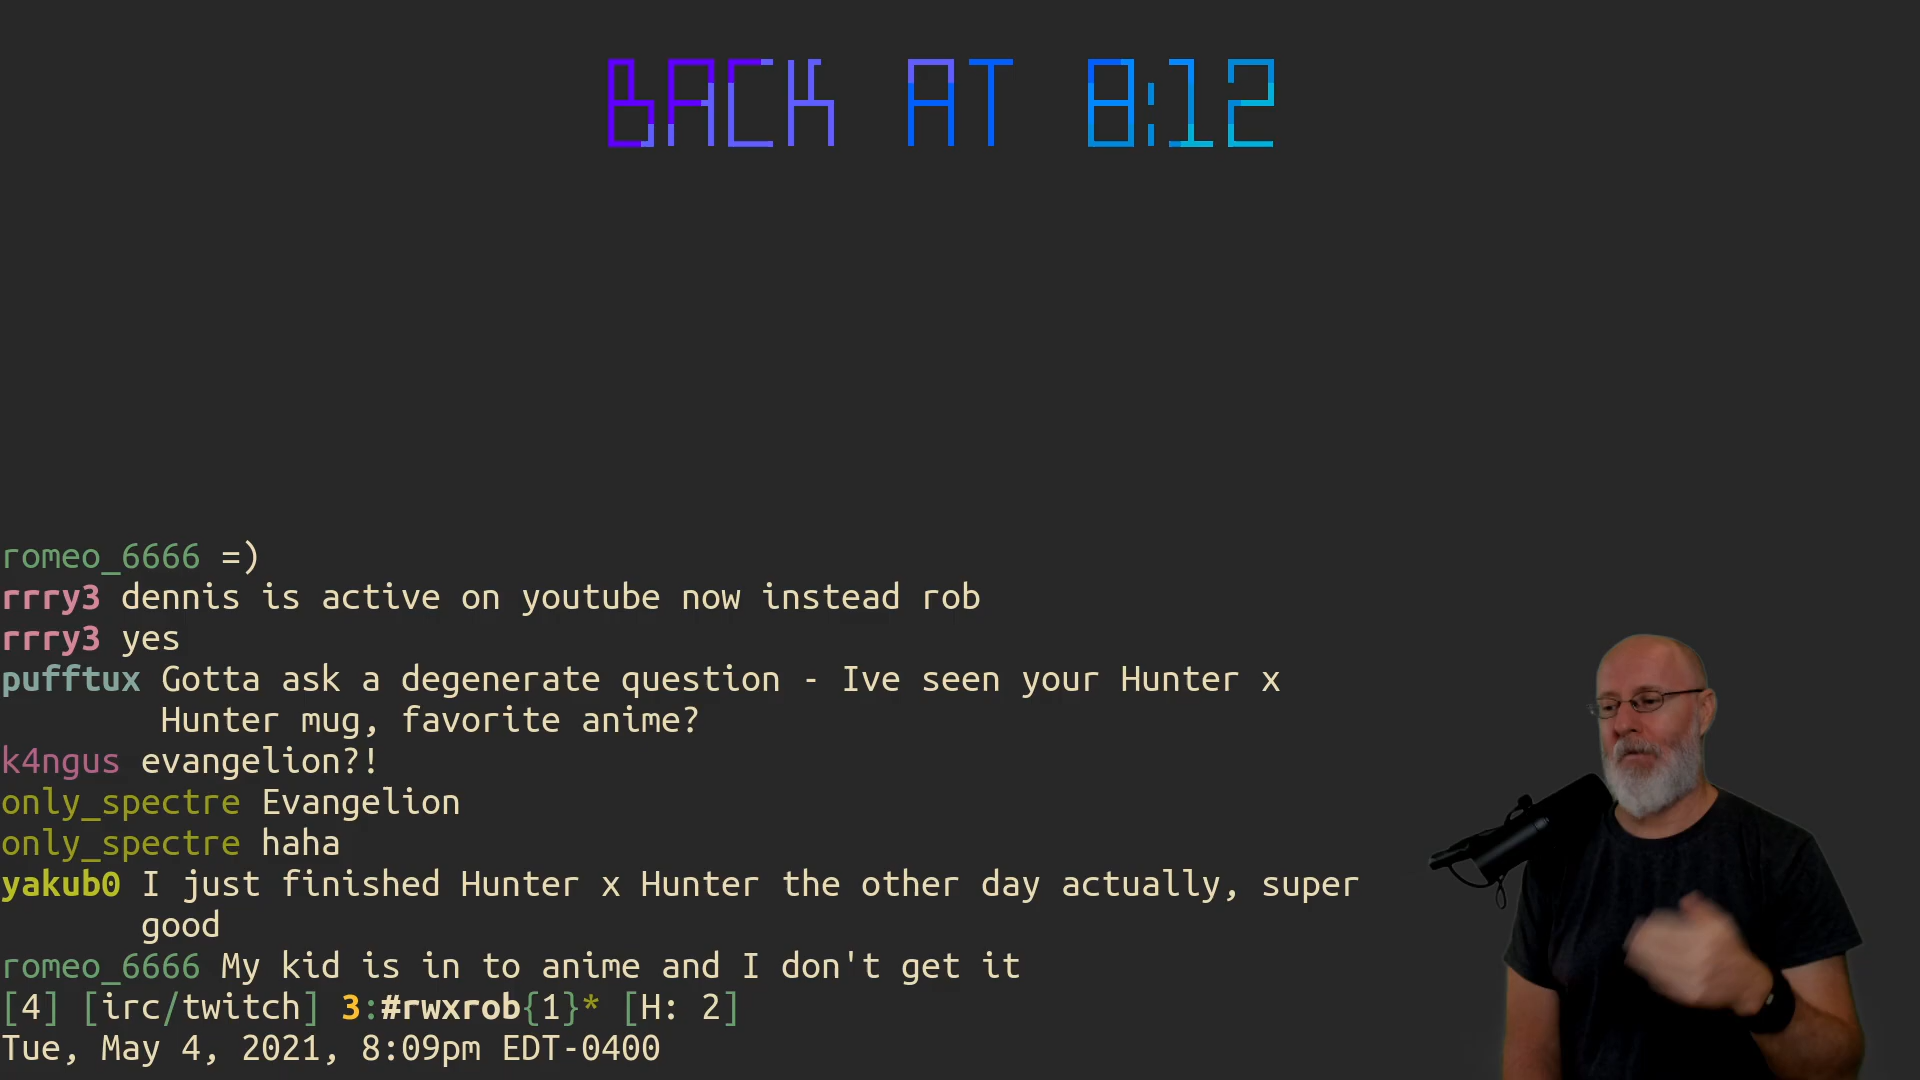 BACK AT 8:12
romeo_6666 =)
rrry3 dennis is active on youtube now instead rob
rrry3 yes
pufftux Gotta ask a degenerate question - Ive seen your Hunter x
Hunter mug, favorite anime?
k4ngus evangelion?!
only_spectre Evangelion
only_spectre haha
yakub0 I just finished Hunter x Hunter the other day actually, super
good
romeo_6666 My kid is in to anime and I don't get it
[4] [irc/twitch] 3:#rwxrob{1}* [H: 2]
Tue, May 4, 2021, 8:09pm EDT-0400